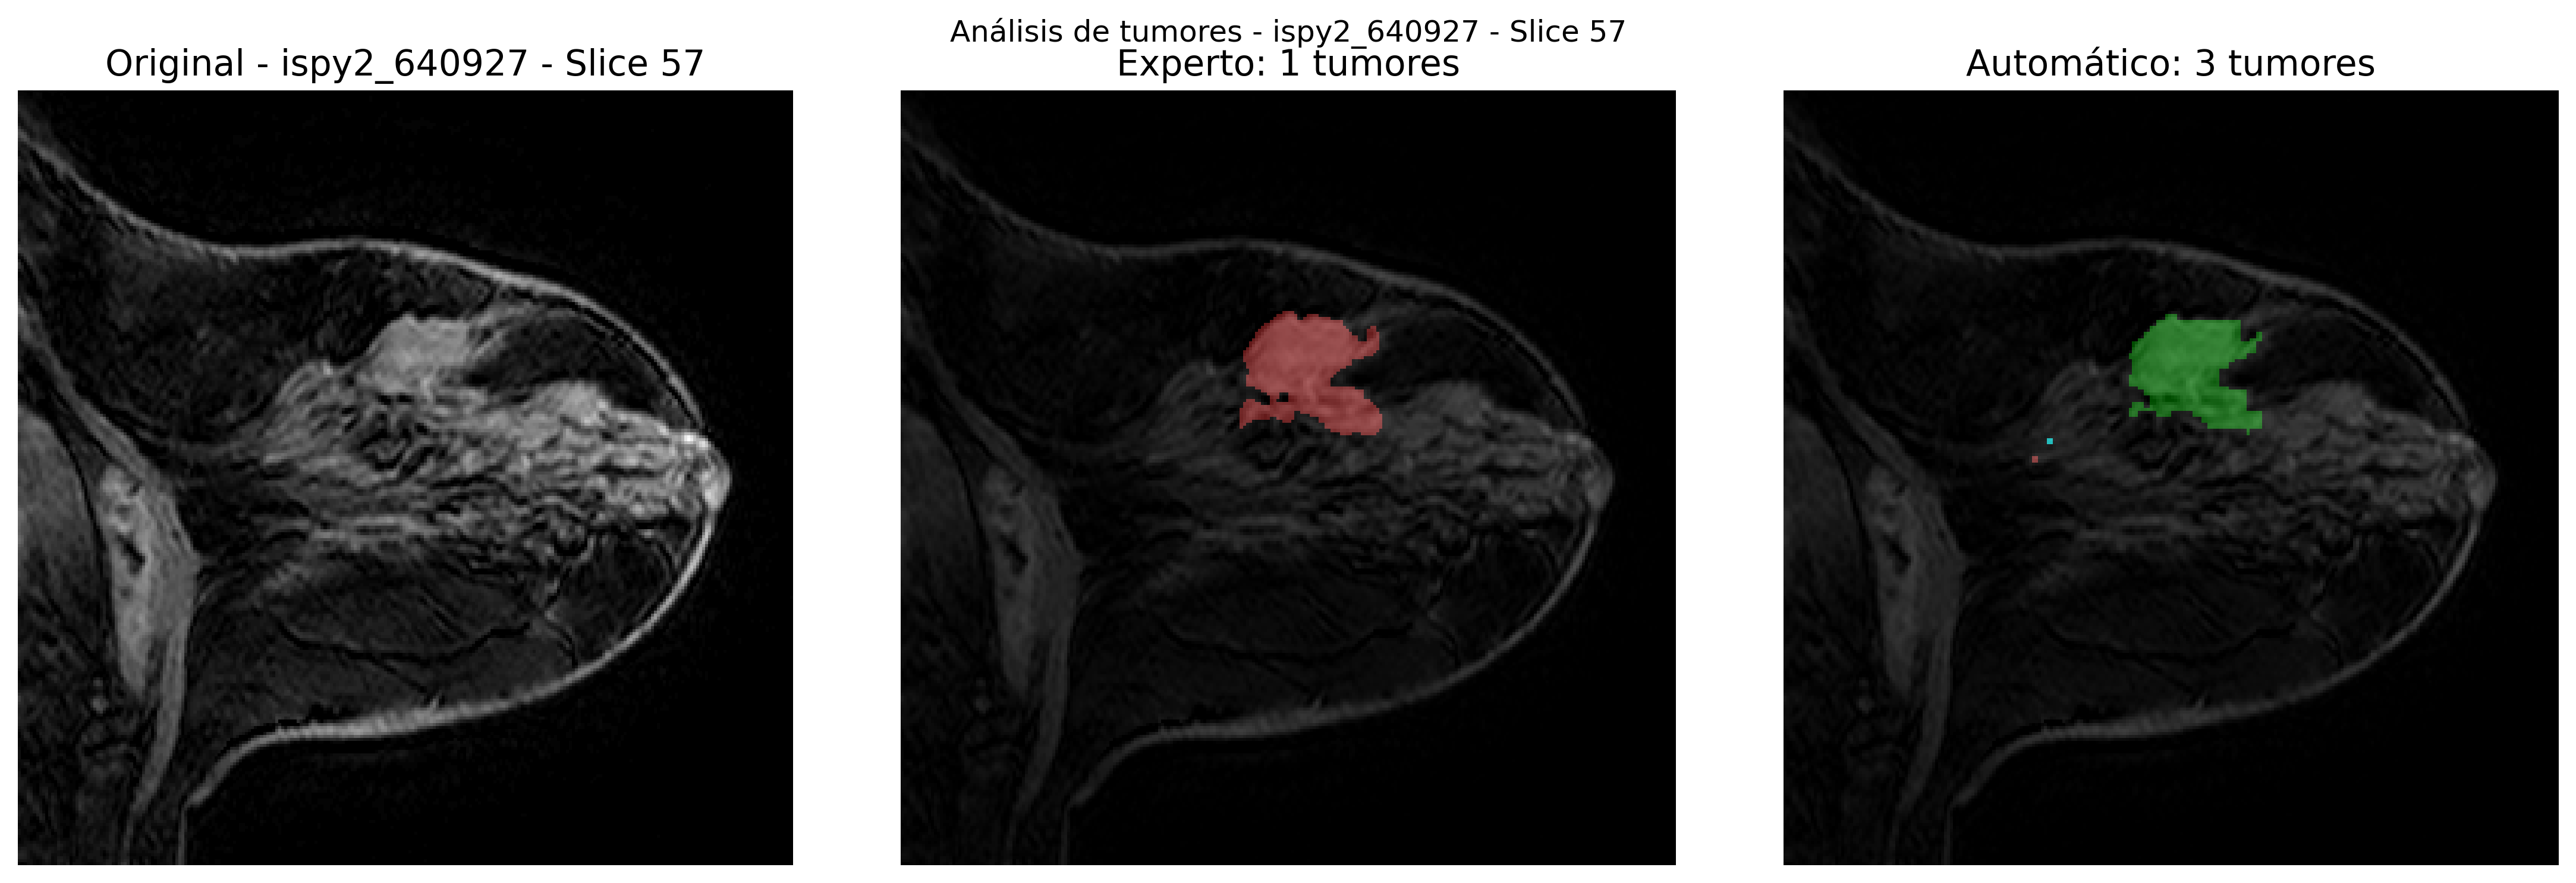 Análisis de tumores - ispy2_640927 - Slice 57
Original - ispy2_640927 - Slice 57
Experto: 1 tumores
Automático: 3 tumores